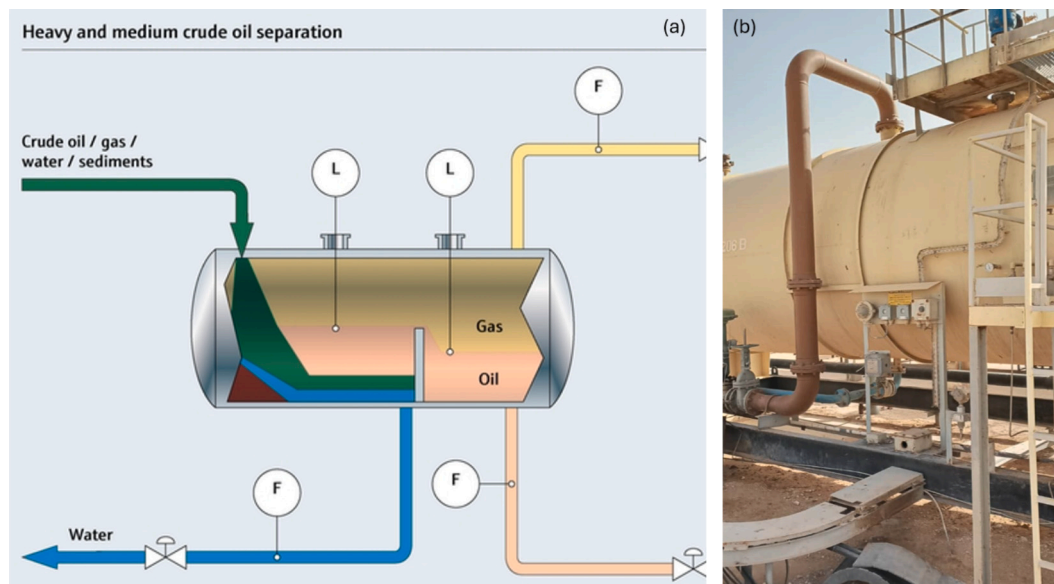 Heavy and medium crude oil separation
(a)
(b)
F
Crude oil / gas /
water / sediments
L
L
Gas
Oil
F
F
Water